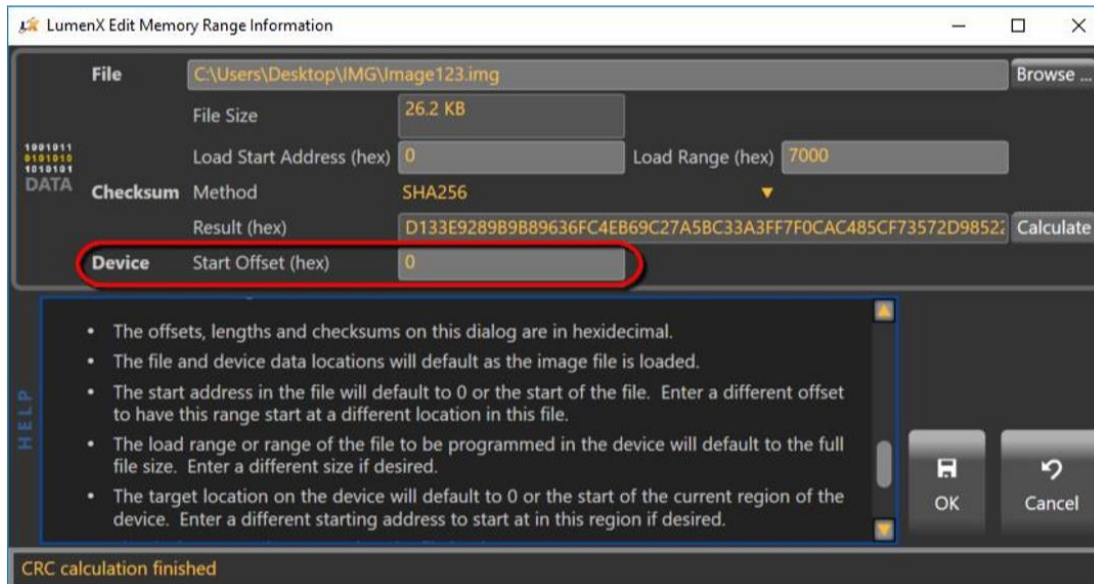 LumenX Edit Memory Range Information
File C:\Users\Desktop\IMG\Image123.img Browse ...
File Size 26.2 KB
1001011
0101010
1010101
DATA
Load Start Address (hex) 0 Load Range (hex) 7000
Checksum Method SHA256
Result (hex) D133E9289B9B89636FC4EB69C27A5BC33A3FF7F0CAC485CF73572D98522 Calculate
Device Start Offset (hex) 0
HELP
• The offsets, lengths and checksums on this dialog are in hexidecimal.
• The file and device data locations will default as the image file is loaded.
• The start address in the file will default to 0 or the start of the file. Enter a different offset
to have this range start at a different location in this file.
• The load range or range of the file to be programmed in the device will default to the full
file size. Enter a different size if desired.
• The target location on the device will default to 0 or the start of the current region of the
device. Enter a different starting address to start at in this region if desired.
OK
Cancel
CRC calculation finished